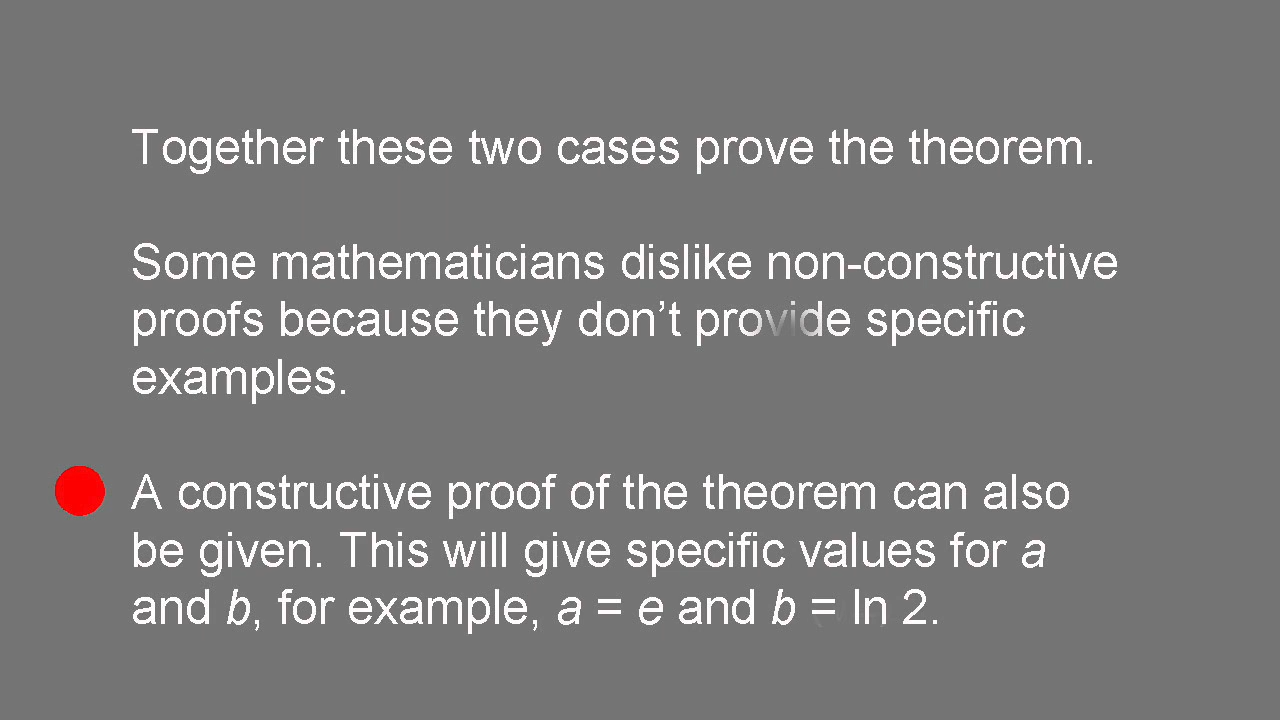 Together these two cases prove the theorem.
Some mathematicians dislike non-constructive
proofs because they don’t provide specific
examples.
A constructive proof of the theorem can also
be given. This will give specific values for a
and b, for example, a = e and b = ln 2.